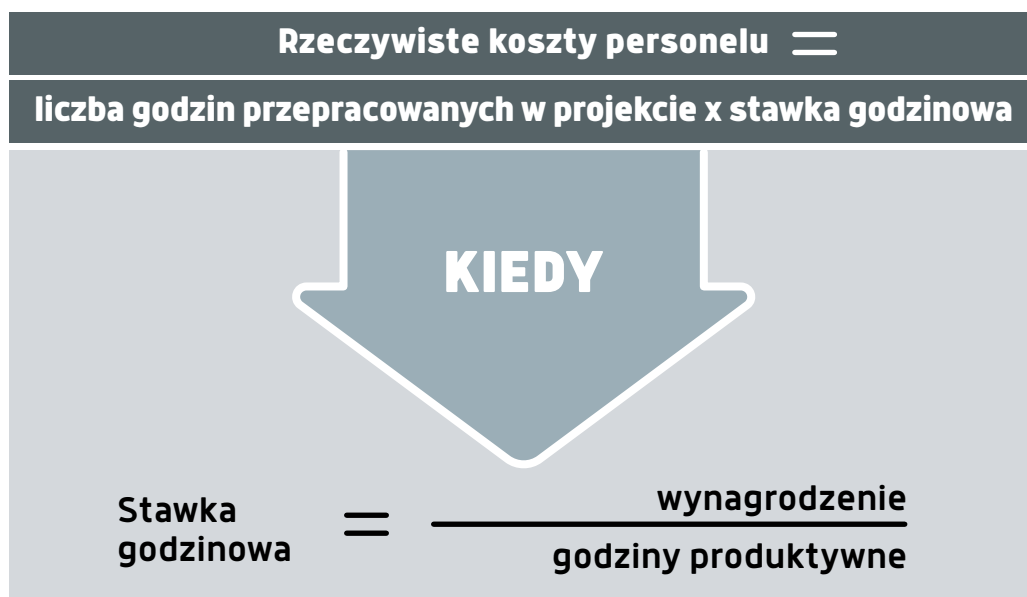 Rzeczywiste koszty personelu =
liczba godzin przepracowanych w projekcie x stawka godzinowa
KIEDY
Stawka
godzinowa
=
wynagrodzenie
godziny produktywne